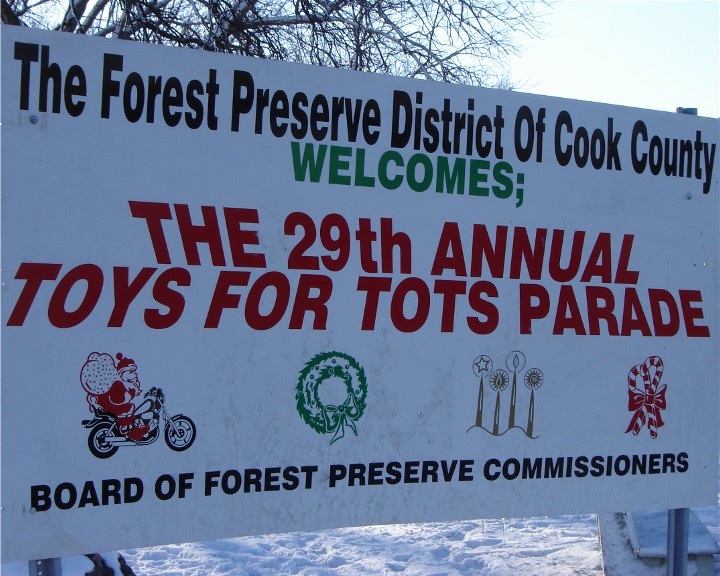 The Forest Preserve District Of Cook County
WELCOMES;
THE 29th ANNUAL
TOYS FOR TOTS PARADE
BOARD OF FOREST PRESERVE COMMISSIONERS